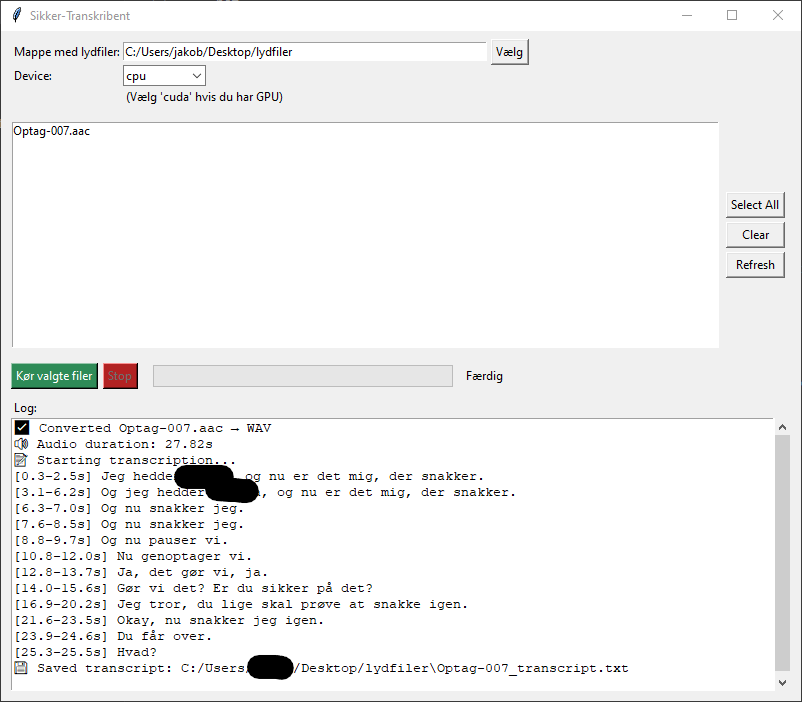 Sikker-Transkribent
Mappe med lydfiler: C:/Users/jakob/Desktop/lydfiler Vælg
Device: cpu
(Vælg 'cuda' hvis du har GPU)
Optag-007.aac
Select All
Clear
Refresh
Kør valgte filer Stop Færdig
Log:
Converted Optag-007.aac → WAV
Audio duration: 27.82s
Starting transcription...
[0.3-2.5s] Jeg hedder , og nu er det mig, der snakker.
[3.1-6.2s] Og jeg hedder , og nu er det mig, der snakker.
[6.3-7.0s] Og nu snakker jeg.
[7.6-8.5s] Og nu snakker jeg.
[8.8-9.7s] Og nu pauser vi.
[10.8-12.0s] Nu genoptager vi.
[12.8-13.7s] Ja, det gør vi, ja.
[14.0-15.6s] Gør vi det? Er du sikker på det?
[16.9-20.2s] Jeg tror, du lige skal prøve at snakke igen.
[21.6-23.5s] Okay, nu snakker jeg igen.
[23.9-24.6s] Du får over.
[25.3-25.5s] Hvad?
Saved transcript: C:/Users/ /Desktop/lydfiler\Optag-007_transcript.txt